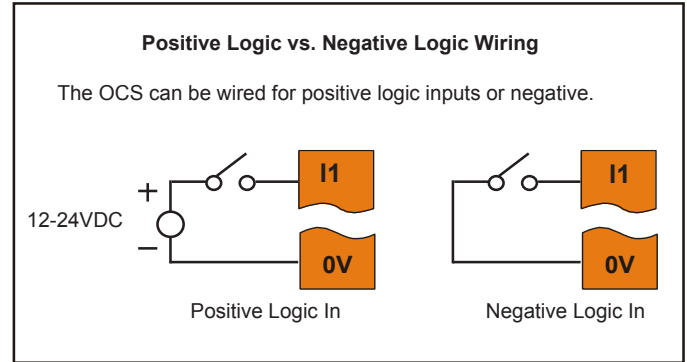 Positive Logic vs. Negative Logic Wiring
The OCS can be wired for positive logic inputs or negative.
I1
+
12-24VDC
–
0V
Positive Logic In
I1
0V
Negative Logic In